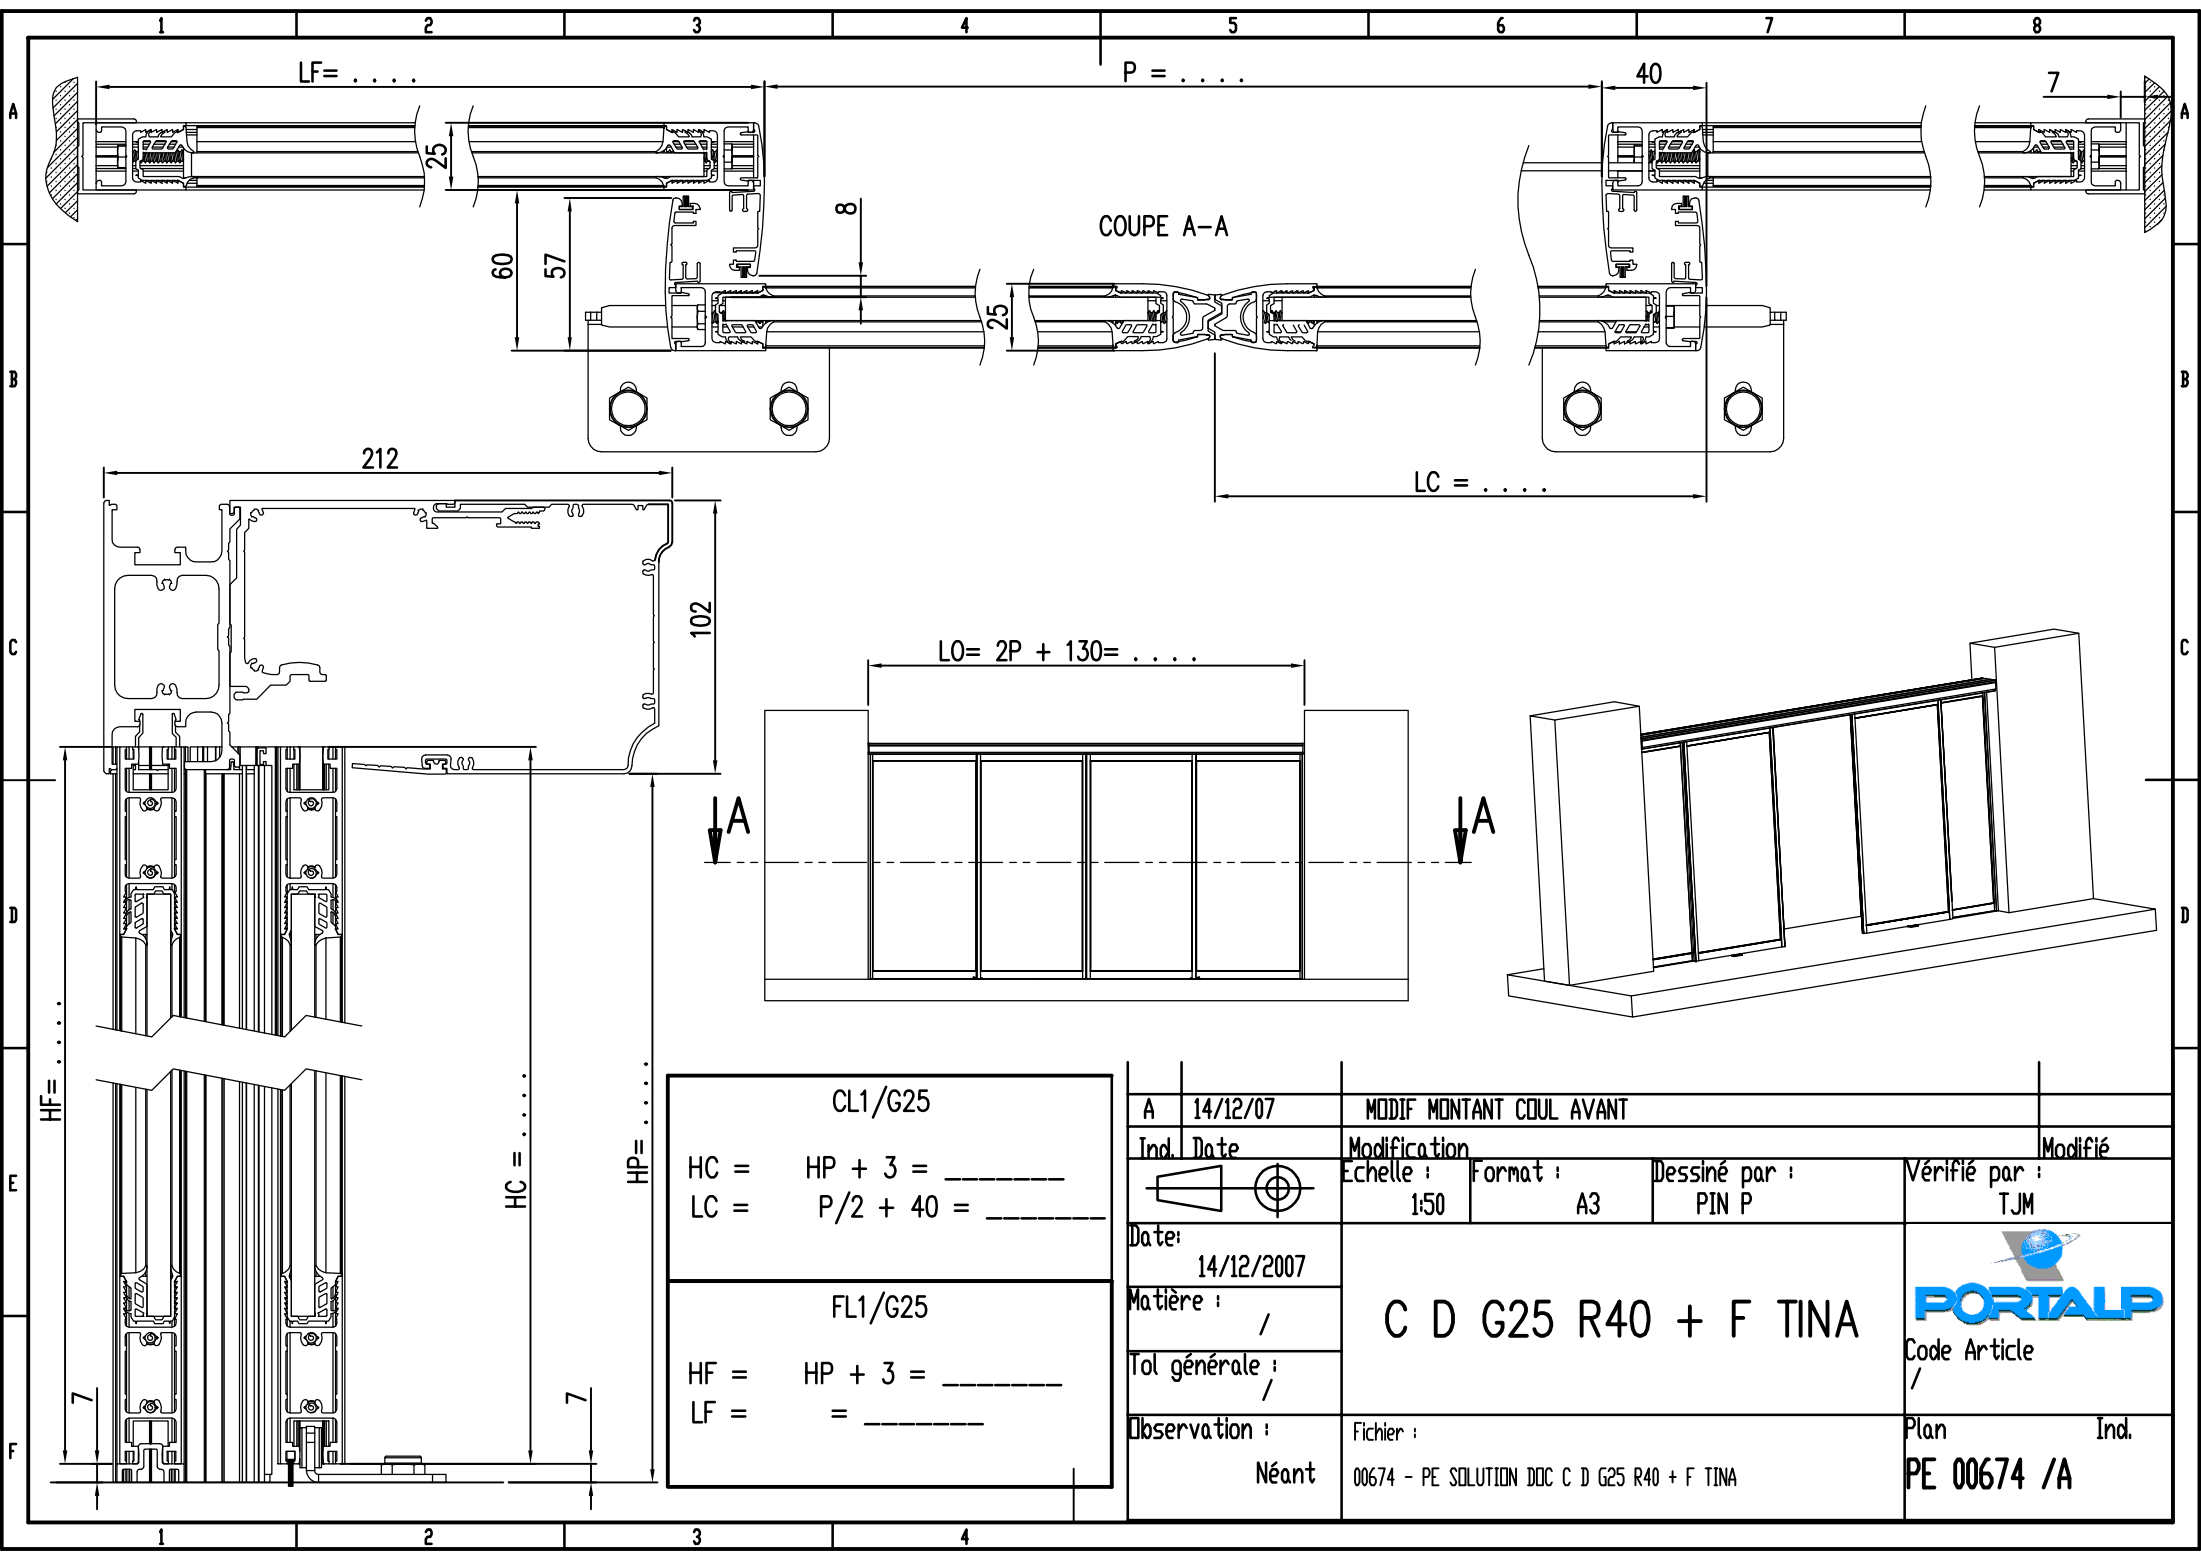 1 2 3 4 5 6 7 8
LF= . . . .
P = . . . .
40
7
A
A
25
8
COUPE A-A
60
57
25
B
B
212
LC = . . . .
102
C
C
LO= 2P + 130= . . . .
A
A
D
D
HF= . . . .
HC = . . . .
HP= . . . .
CL1/G25
HC = HP + 3 = _______
LC = P/2 + 40 = _______
FL1/G25
HF = HP + 3 = _______
LF = = _______
7
7
E
F
A 14/12/07 MODIF MONTANT COUL AVANT
Ind. Date Modification Modifié
Echelle : Format : Dessiné par : Vérifié par :
1:50 A3 PIN P TJM
Date:
14/12/2007
Matière :
/
Tol générale :
/
C D G25 R40 + F TINA
PORTALP
Code Article
/
Observation :
Néant
Fichier :
00674 - PE SOLUTION DOC C D G25 R40 + F TINA
Plan Ind.
PE 00674 /A
1 2 3 4